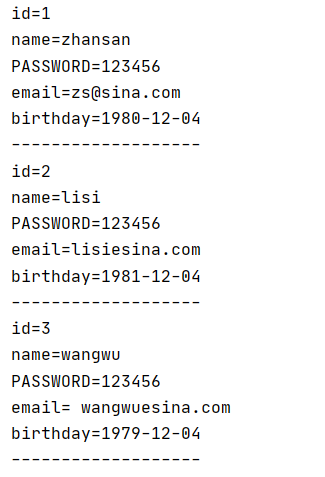 id=1
name=zhansan
PASSWORD=123456
email=zs@sina.com
birthday=1980-12-04
-------------------
id=2
name=lisi
PASSWORD=123456
email=lisiesina.com
birthday=1981-12-04
-------------------
id=3
name=wangwu
PASSWORD=123456
email= wangwuesina.com
birthday=1979-12-04
-------------------